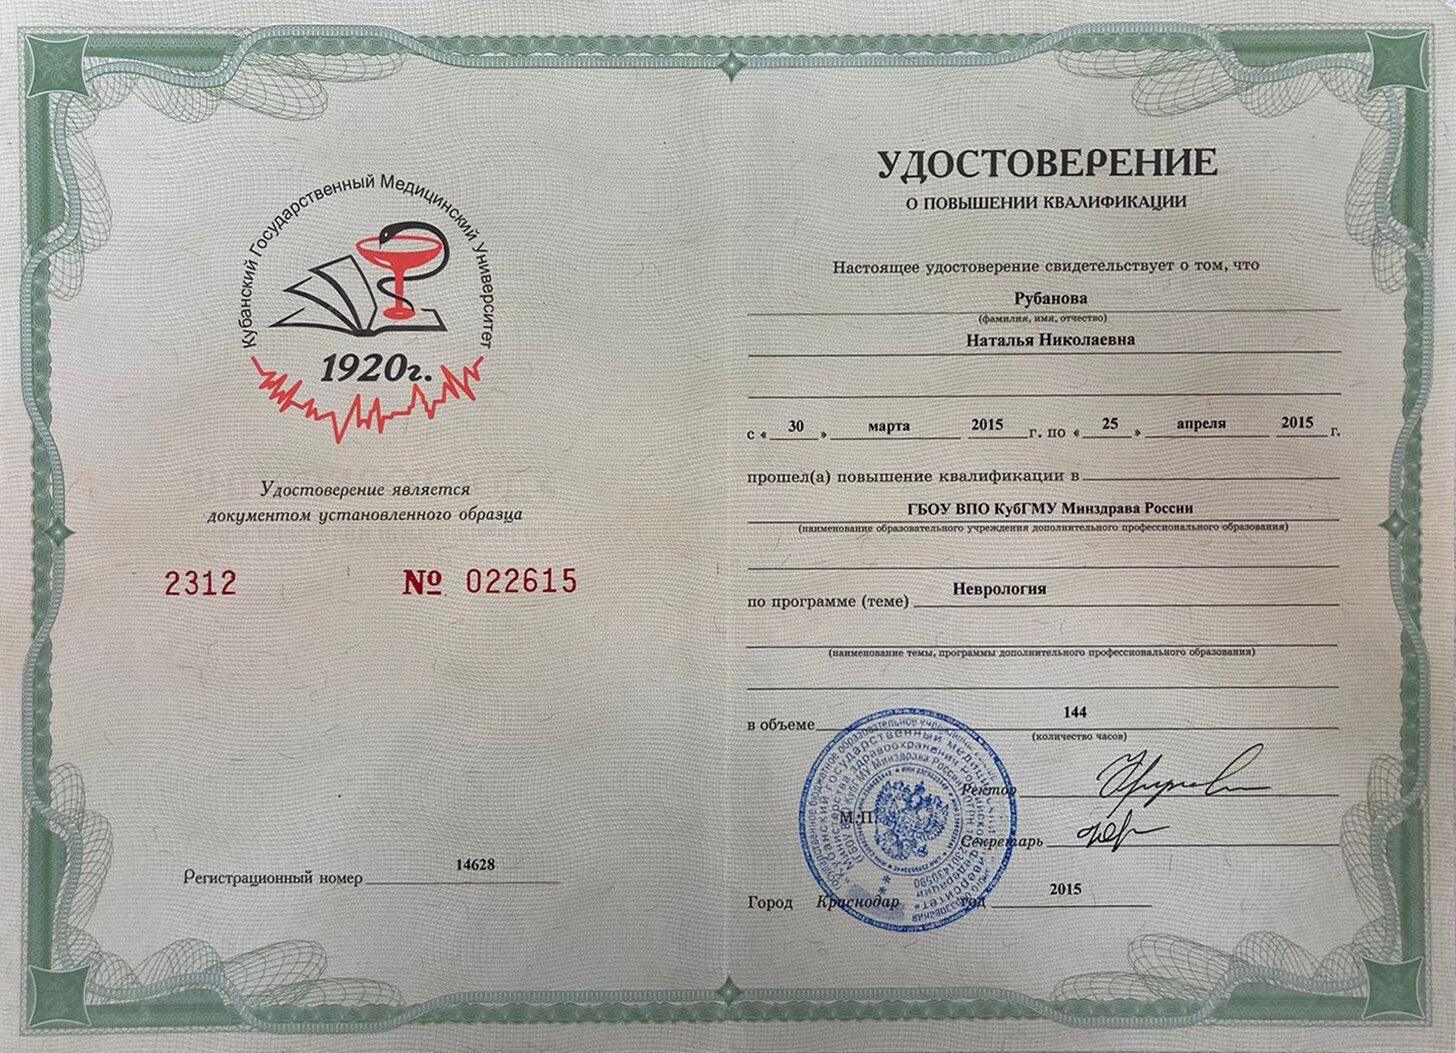 Кубанский Государственный Медицинский Университет
1920г.
Удостоверение является
документом установленного образца
2312 № 022615
Регистрационный номер 14628
УДОСТОВЕРЕНИЕ
О ПОВЫШЕНИИ КВАЛИФИКАЦИИ
Настоящее удостоверение свидетельствует о том, что
Рубанова
(фамилия, имя, отчество)
Наталья Николаевна
с « 30 » марта 2015 г. по « 25 » апреля 2015 г.
прошел(а) повышение квалификации в
ГБОУ ВПО КубГМУ Минздрава России
(наименование образовательного учреждения дополнительного профессионального образования)
по программе (теме) Неврология
(наименование темы, программы дополнительного профессионального образования)
в объеме 144
(количество часов)
Ректор
М.П.
Секретарь
Город Краснодар год 2015